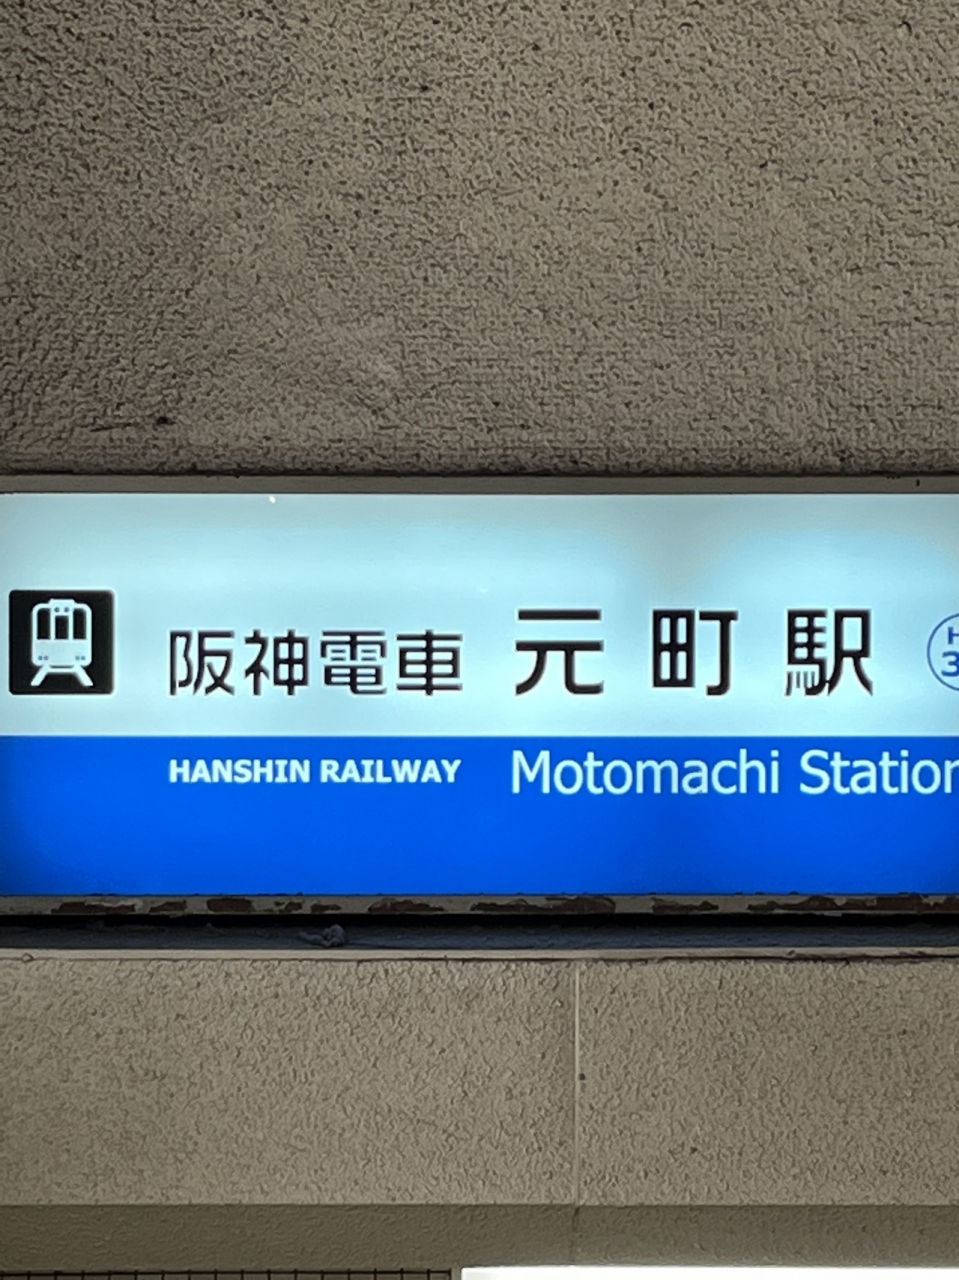 阪神電車 元町駅
HANSHIN RAILWAY Motomachi Station